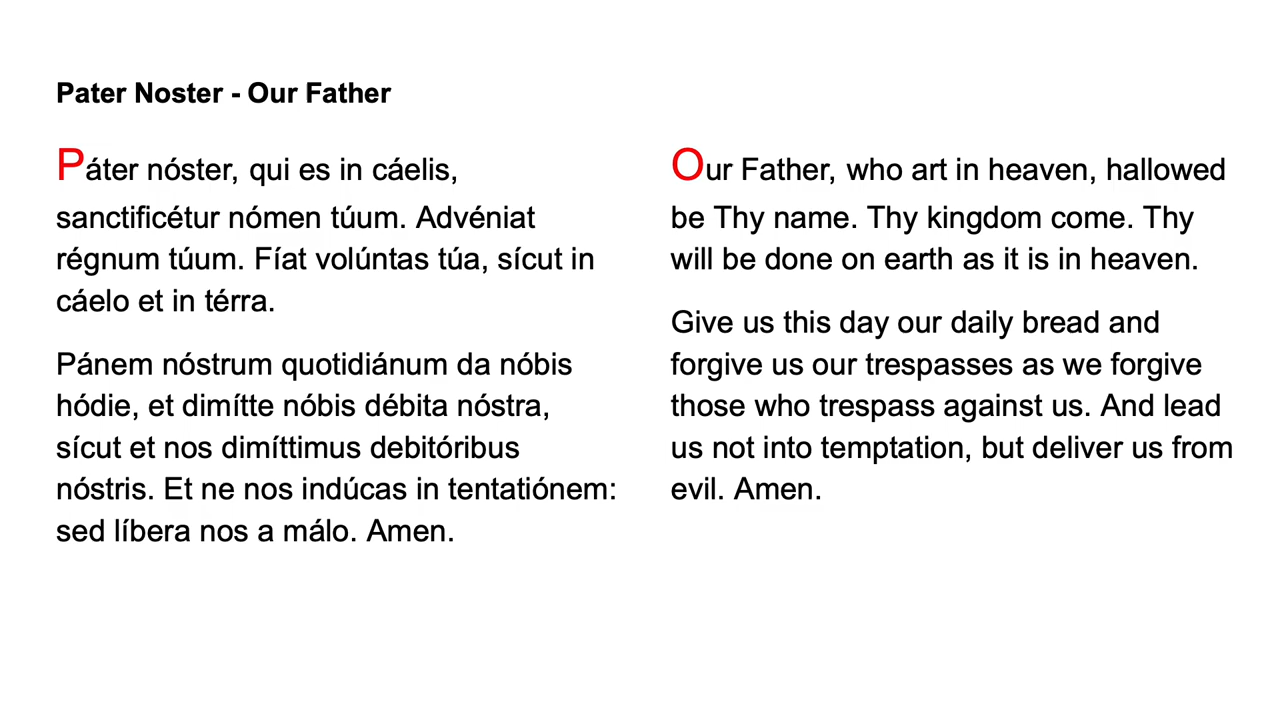 Pater Noster - Our Father
Páter nóster, qui es in cáelis,
sanctificétur nómen túum. Advéniat
régnum túum. Fíat volúntas túa, sícut in
cáelo et in térra.
Pánem nóstrum quotidiánum da nóbis
hódie, et dimítte nóbis débita nóstra,
sícut et nos dimíttimus debitóribus
nóstris. Et ne nos indúcas in tentatiónem:
sed líbera nos a málo. Amen.
Our Father, who art in heaven, hallowed
be Thy name. Thy kingdom come. Thy
will be done on earth as it is in heaven.
Give us this day our daily bread and
forgive us our trespasses as we forgive
those who trespass against us. And lead
us not into temptation, but deliver us from
evil. Amen.